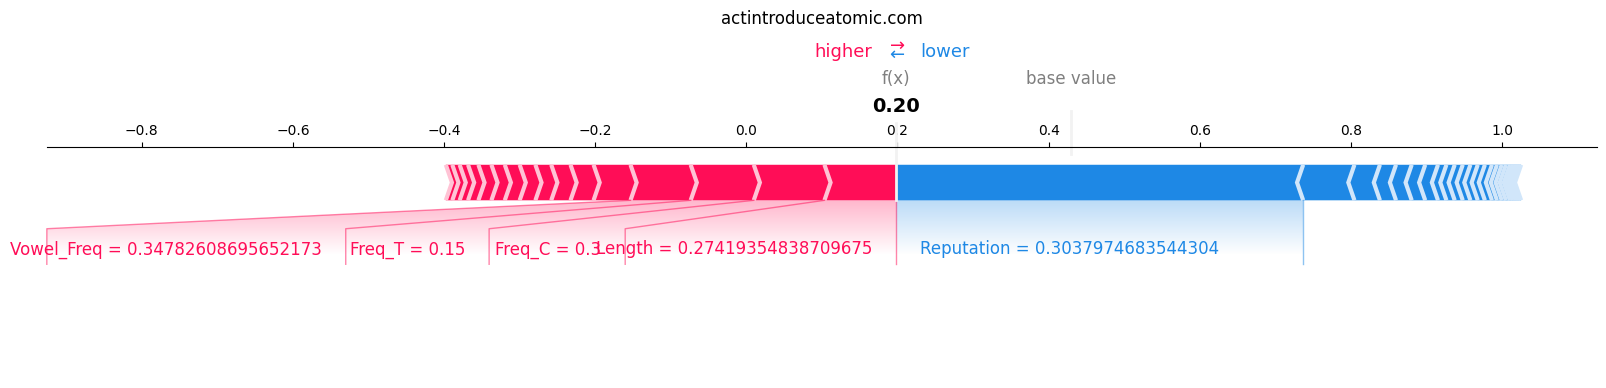 actintroduceatomic.com
higher ⇄ lower
f(x) base value
0.20
−0.8 −0.6 −0.4 −0.2 0.0 0.2 0.4 0.6 0.8 1.0
Vowel_Freq = 0.34782608695652173 Freq_T = 0.15 Freq_C = 0.3 Length = 0.27419354838709675 Reputation = 0.3037974683544304